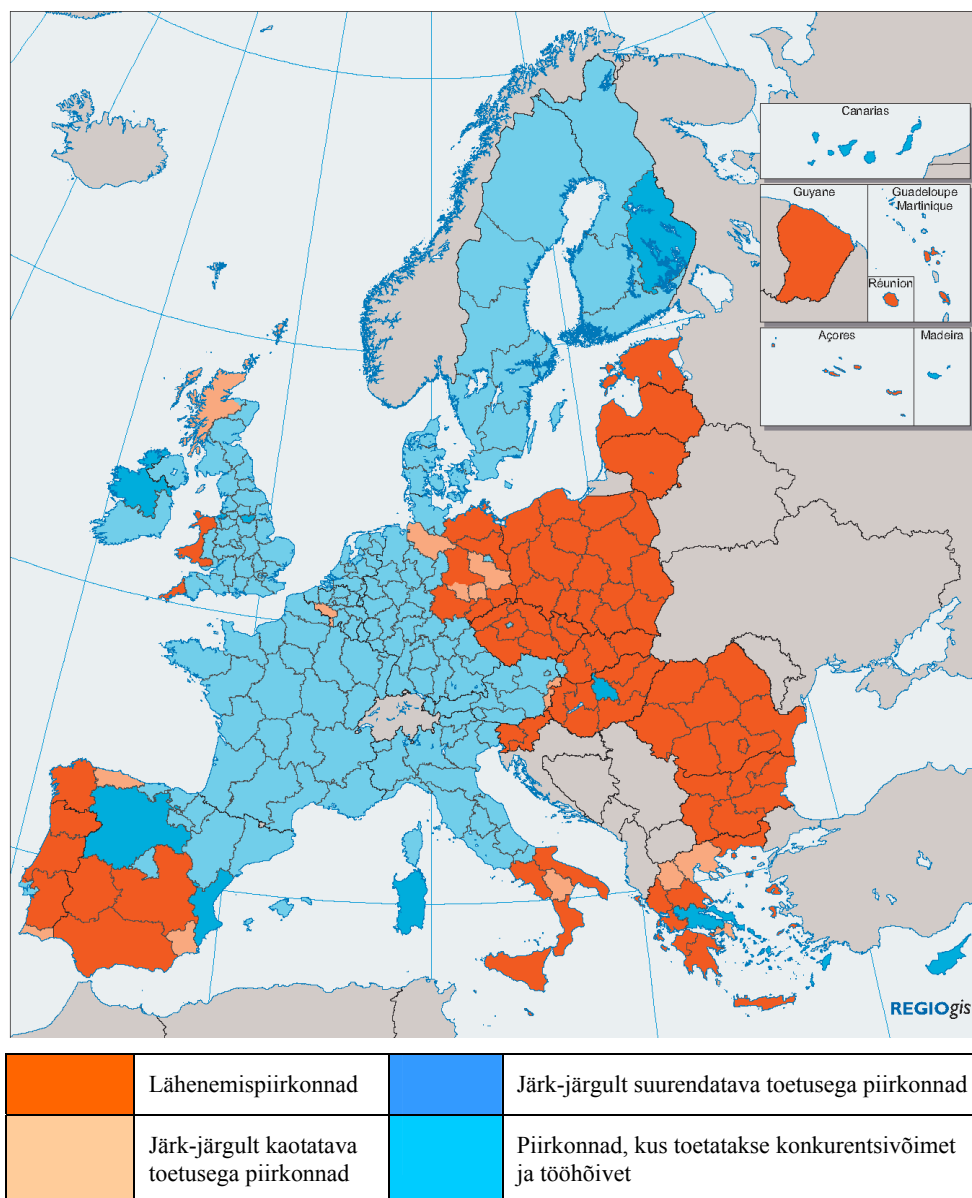 Canarias
Guyane
Guadeloupe
Martinique
Réunion
Açores
Madeira
REGIOgis
Lähenemispiirkonnad
Järk-järgult suurendatava toetusega piirkonnad
Järk-järgult kaotatava
toetusega piirkonnad
Piirkonnad, kus toetatakse konkurentsivõimet
ja tööhõivet